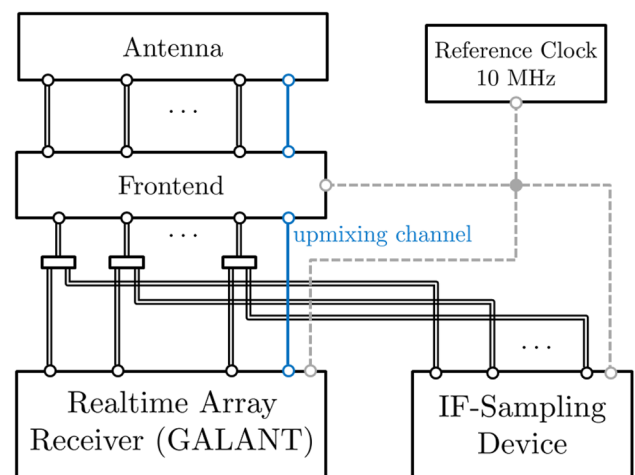 Antenna
Reference Clock
10 MHz
. . .
Frontend
. . .
upmixing channel
. . .
Realtime Array
Receiver (GALANT)
IF-Sampling
Device